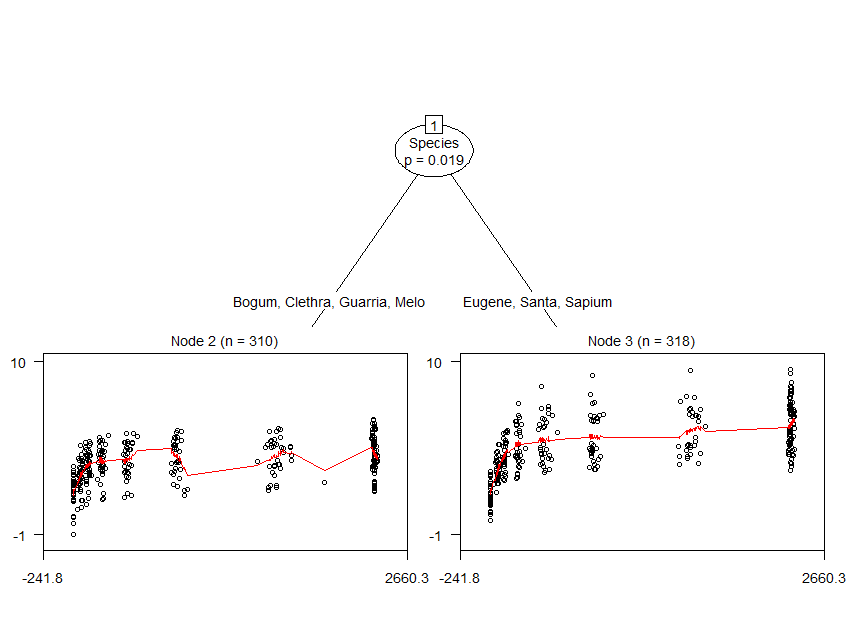 1
Species
p = 0.019
Bogum, Clethra, Guarria, Melo
Eugene, Santa, Sapium
Node 2 (n = 310)
10
-1
-241.8
2660.3
Node 3 (n = 318)
10
-1
-241.8
2660.3